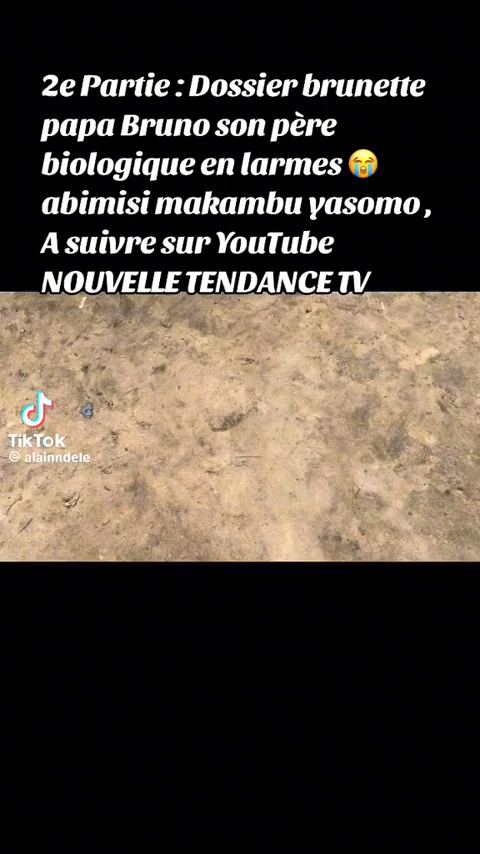 2e Partie : Dossier brunette
papa Bruno son père
biologique en larmes 😭
abimisi makambu yasomo ,
A suivre sur YouTube
NOUVELLE TENDANCE TV
TikTok
@ alainndele